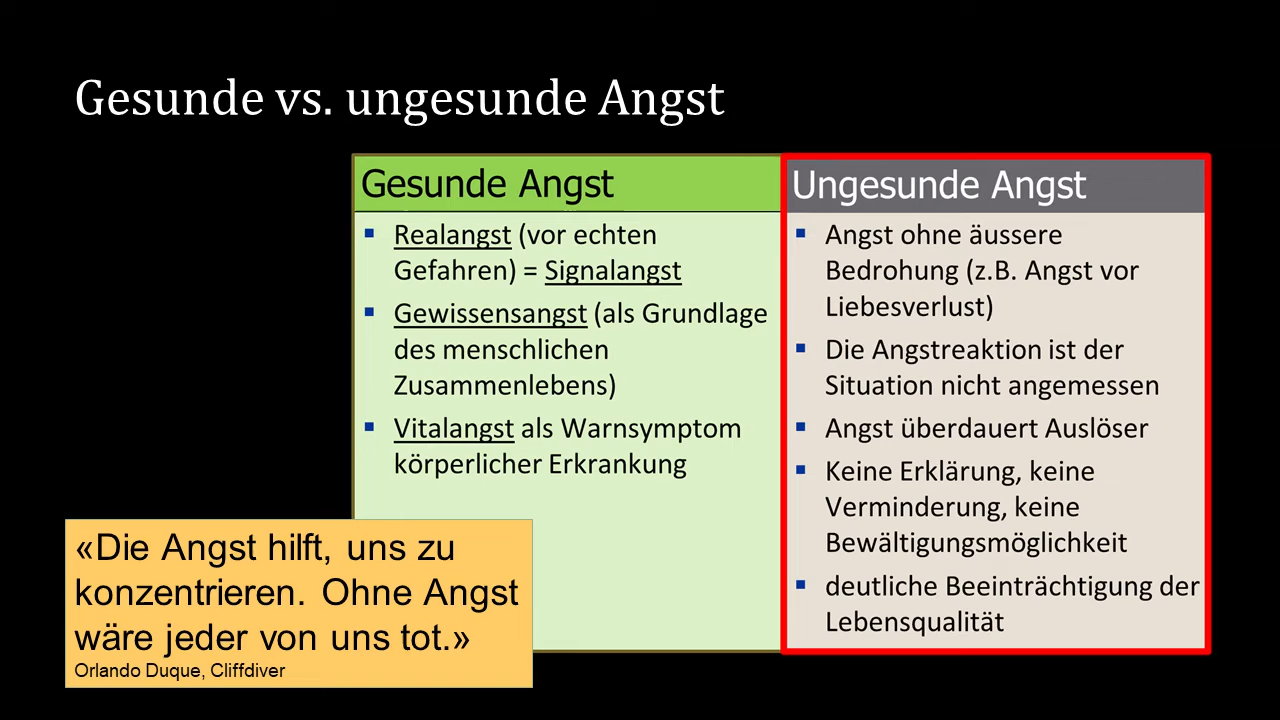 Gesunde vs. ungesunde Angst
Gesunde Angst
▪ Realangst (vor echten
Gefahren) = Signalangst
▪ Gewissensangst (als Grundlage
des menschlichen
Zusammenlebens)
▪ Vitalangst als Warnsymptom
körperlicher Erkrankung
Ungesunde Angst
▪ Angst ohne äussere
Bedrohung (z.B. Angst vor
Liebesverlust)
▪ Die Angstreaktion ist der
Situation nicht angemessen
▪ Angst überdauert Auslöser
▪ Keine Erklärung, keine
Verminderung, keine
Bewältigungsmöglichkeit
▪ deutliche Beeinträchtigung der
Lebensqualität
«Die Angst hilft, uns zu
konzentrieren. Ohne Angst
wäre jeder von uns tot.»
Orlando Duque, Cliffdiver